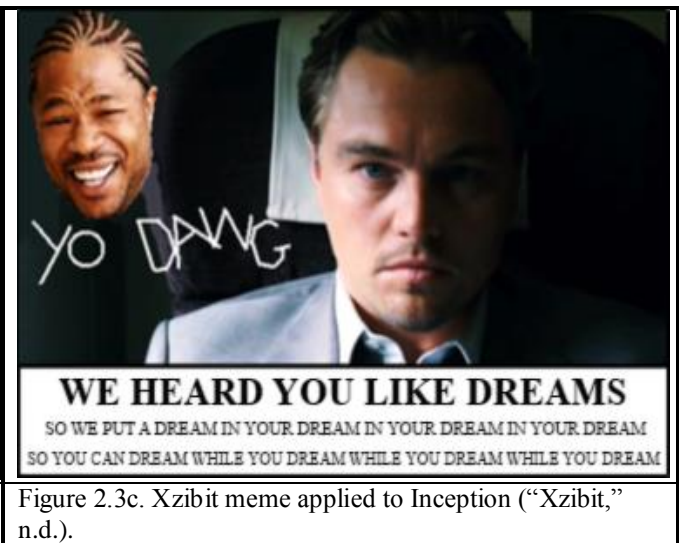 YO DAWG
WE HEARD YOU LIKE DREAMS
SO WE PUT A DREAM IN YOUR DREAM IN YOUR DREAM IN YOUR DREAM
SO YOU CAN DREAM WHILE YOU DREAM WHILE YOU DREAM WHILE YOU DREAM
Figure 2.3c. Xzibit meme applied to Inception (“Xzibit,”
n.d.).